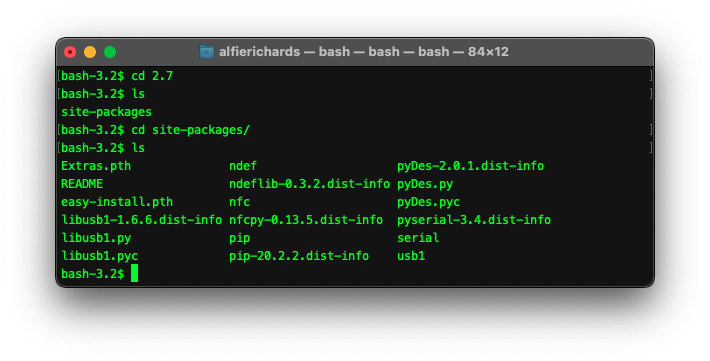 alfierichards — bash — bash — bash — 84×12
[bash-3.2$ cd 2.7 ]
[bash-3.2$ ls ]
site-packages
[bash-3.2$ cd site-packages/ ]
[bash-3.2$ ls ]
Extras.pth ndef pyDes-2.0.1.dist-info
README ndeflib-0.3.2.dist-info pyDes.py
easy-install.pth nfc pyDes.pyc
libusb1-1.6.6.dist-info nfcpy-0.13.5.dist-info pyserial-3.4.dist-info
libusb1.py pip serial
libusb1.pyc pip-20.2.2.dist-info usb1
bash-3.2$